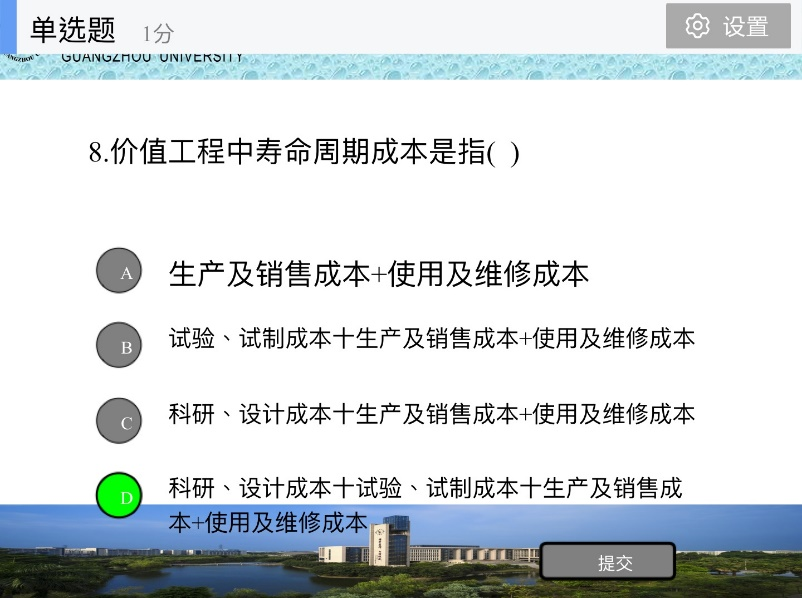 单选题 1分
设置
GUANGZHOU UNIVERSITY
8.价值工程中寿命周期成本是指( )
A 生产及销售成本+使用及维修成本
B 试验、试制成本十生产及销售成本+使用及维修成本
C 科研、设计成本十生产及销售成本+使用及维修成本
D 科研、设计成本十试验、试制成本十生产及销售成
本+使用及维修成本
提交